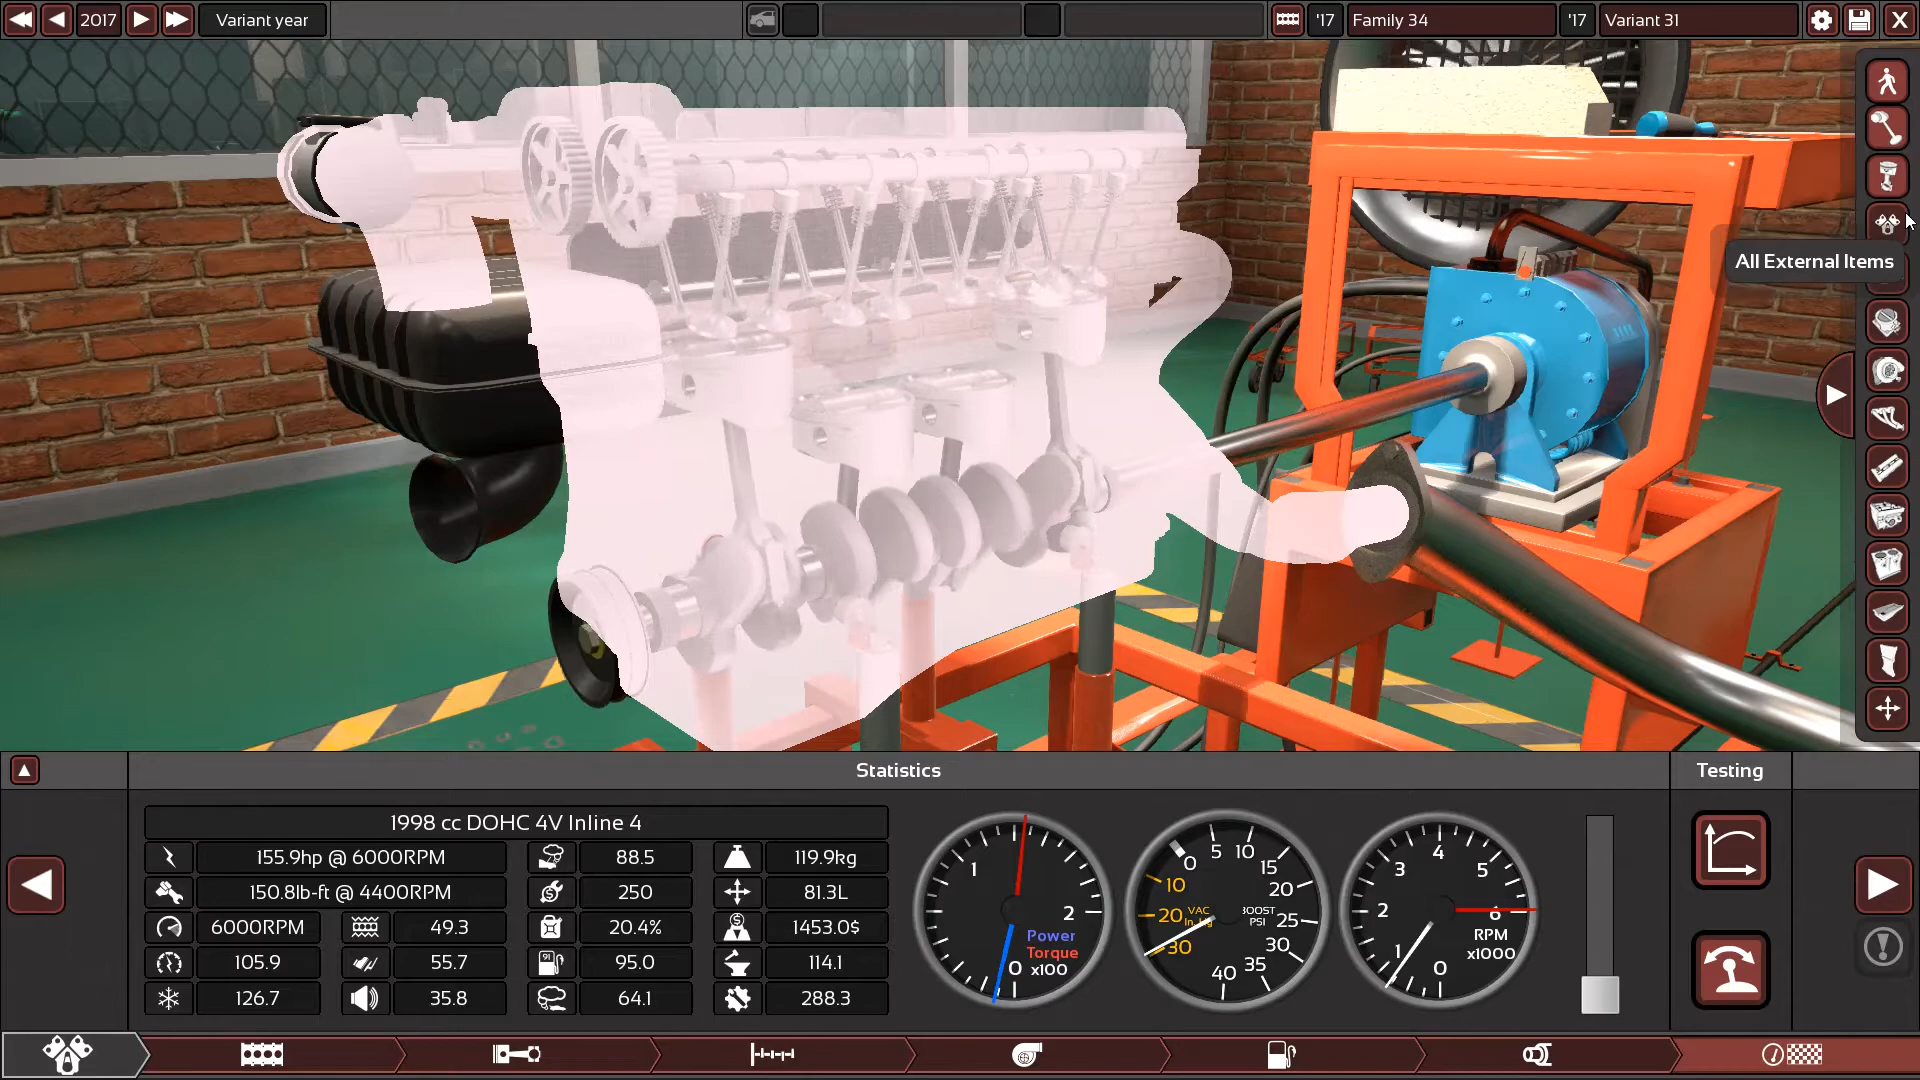 2017
Variant year
'17
Family 34
'17
Variant 31
All External Items
Statistics
Testing
1998 cc DOHC 4V Inline 4
155.9hp @ 6000RPM
88.5
119.9kg
150.8lb-ft @ 4400RPM
250
81.3L
6000RPM
49.3
20.4%
1453.0$
105.9
55.7
95.0
114.1
126.7
35.8
64.1
288.3
91
1
2
0
Power
Torque
x100
0
5
10
15
20
25
30
35
40
10
20
30
VAC
In. Hg
BOOST
PSI
0
1
2
3
4
5
6
RPM
x1000